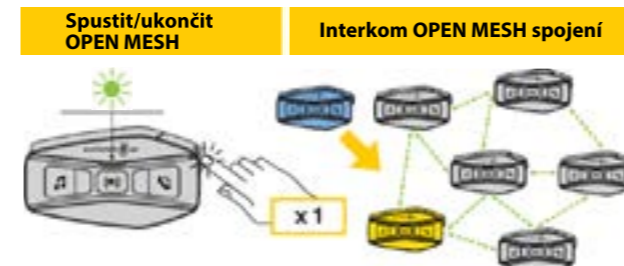 Spustit/ukončit
OPEN MESH
Interkom OPEN MESH spojení
x 1